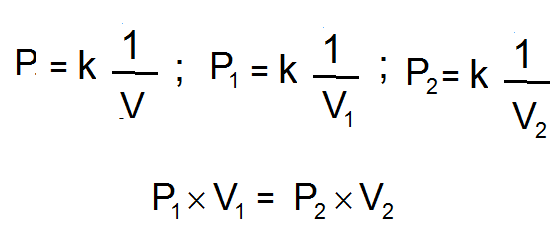 P = k 1/V ; P₁ = k 1/V₁ ; P₂ = k 1/V₂
P₁ × V₁ = P₂ × V₂